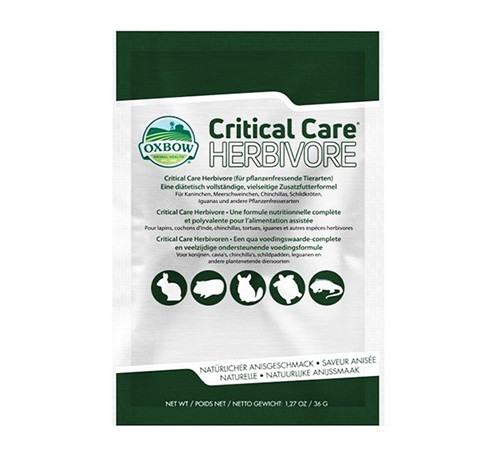 OXBOW
ANIMAL HEALTH
Critical Care®
HERBIVORE
Critical Care Herbivore (für pflanzenfressende Tierarten)
Eine diätetisch vollständige, vielseitige Zusatzfutterformel
Für Kaninchen, Meerschweinchen, Chinchillas, Schildkröten,
Iguanas und andere Pflanzenfresserarten
Critical Care Herbivore • Une formule nutritionnelle complète
et polyvalente pour l'alimentation assistée
Pour lapins, cochons d'inde, chinchillas, tortues, iguanes et autres espèces herbivores
Critical Care Herbivoren • Een qua voedingswaarde-complete
en veelzijdige ondersteunende voedingsformule
Voor konijnen, cavia's, chinchilla's, schildpadden, leguanen en
andere plantenetende diersoorten
NATÜRLICHER ANISGESCHMACK • SAVEUR ANISÉE
NATURELLE • NATUURLIJKE ANIJSSMAAK
NET WT / POIDS NET / NETTO GEWICHT: 1,27 OZ / 36 G